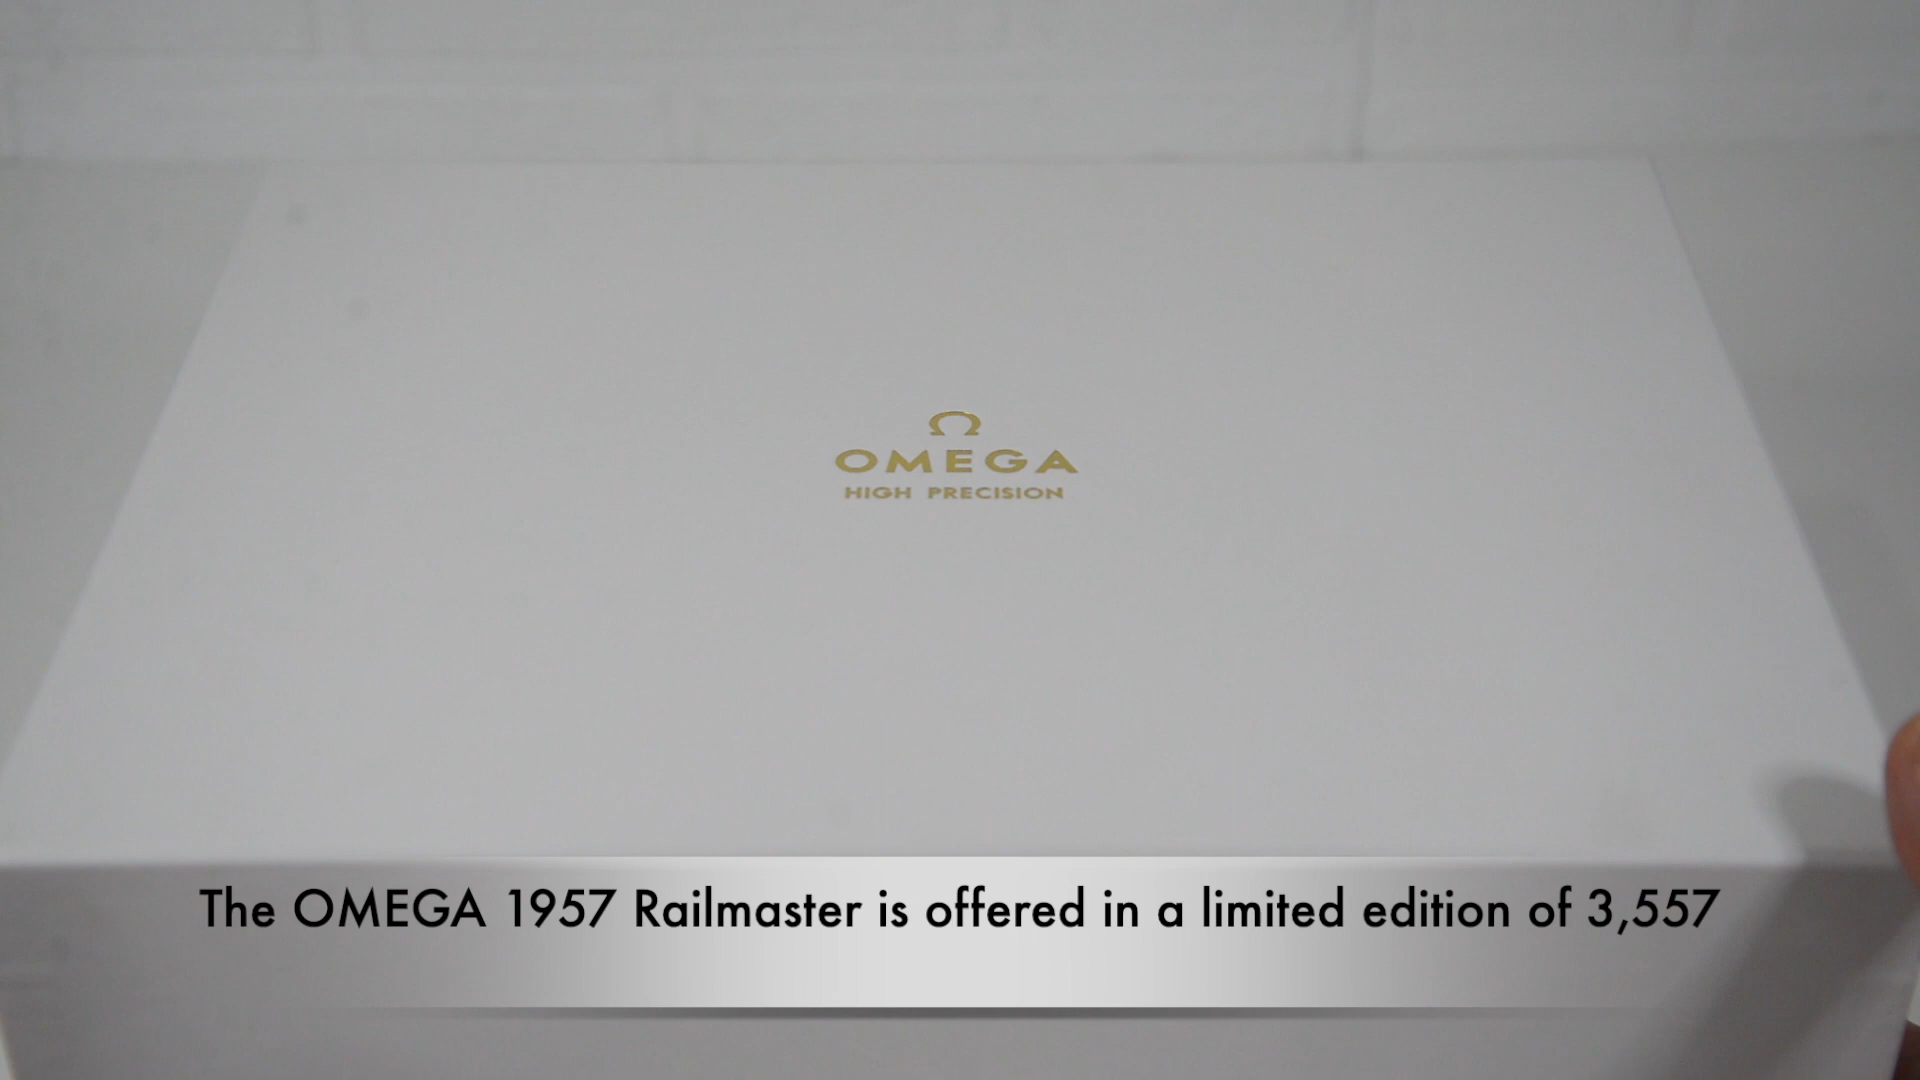 Ω
OMEGA
HIGH PRECISION
The OMEGA 1957 Railmaster is offered in a limited edition of 3,557